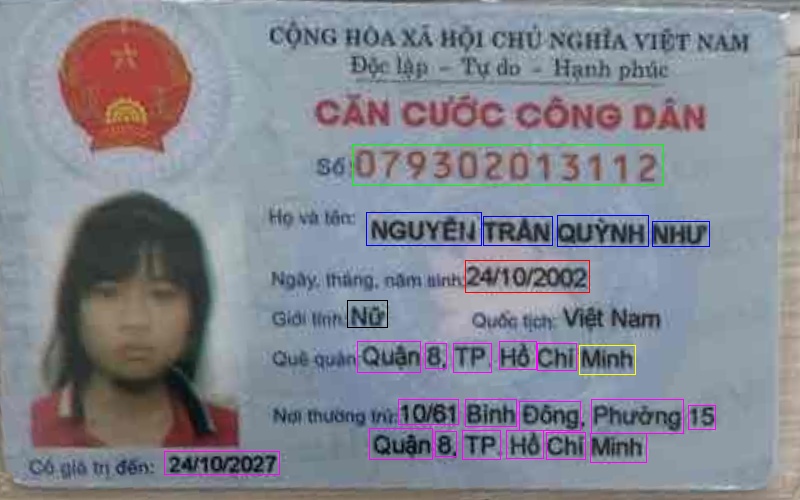 CỘNG HÒA XÃ HỘI CHỦ NGHĨA VIỆT NAM
Độc lập - Tự do - Hạnh phúc
CĂN CƯỚC CÔNG DÂN
Số: 079302013112
Họ và tên: NGUYỄN TRẦN QUỲNH NHƯ
Ngày, tháng, năm sinh: 24/10/2002
Giới tính: Nữ Quốc tịch: Việt Nam
Quê quán: Quận 8, TP. Hồ Chí Minh
Nơi thường trú: 10/61 Bình Đông, Phường 15
Quận 8, TP. Hồ Chí Minh
Có giá trị đến: 24/10/2027